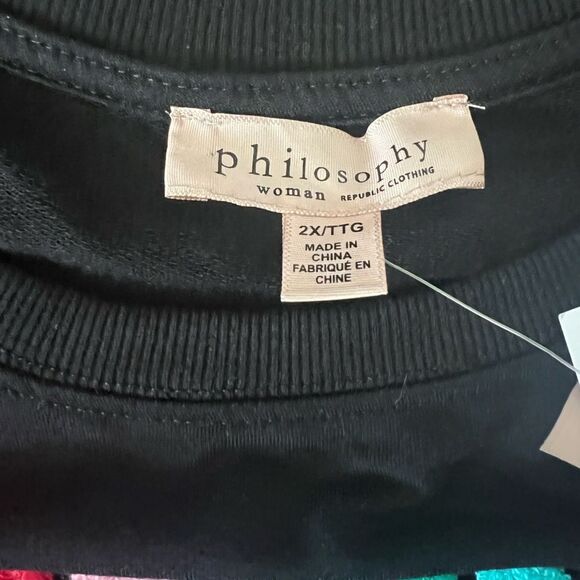 philosophy
woman REPUBLIC CLOTHING
2X/TTG
MADE IN
CHINA
FABRIQUÉ EN
CHINE